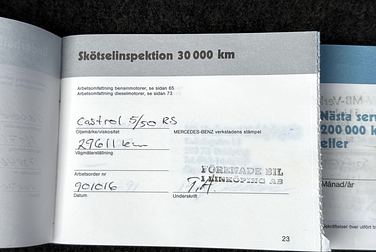 Skötselinspektion 30 000 km
Arbetsomfattning bensinmotorer, se sidan 65
Arbetsomfattning dieselmotorer, se sidan 73
Castrol 5/50 RS
Oljemärke/viskositet
MERCEDES-BENZ verkstadens stämpel
29611 km
Vägmätarställning
FÖRENADE BIL
I LINKÖPING AB
Arbetsorder nr
901016
T.A.
Datum
Underskrift
23
Nästa
200 000
eller
Månad/år